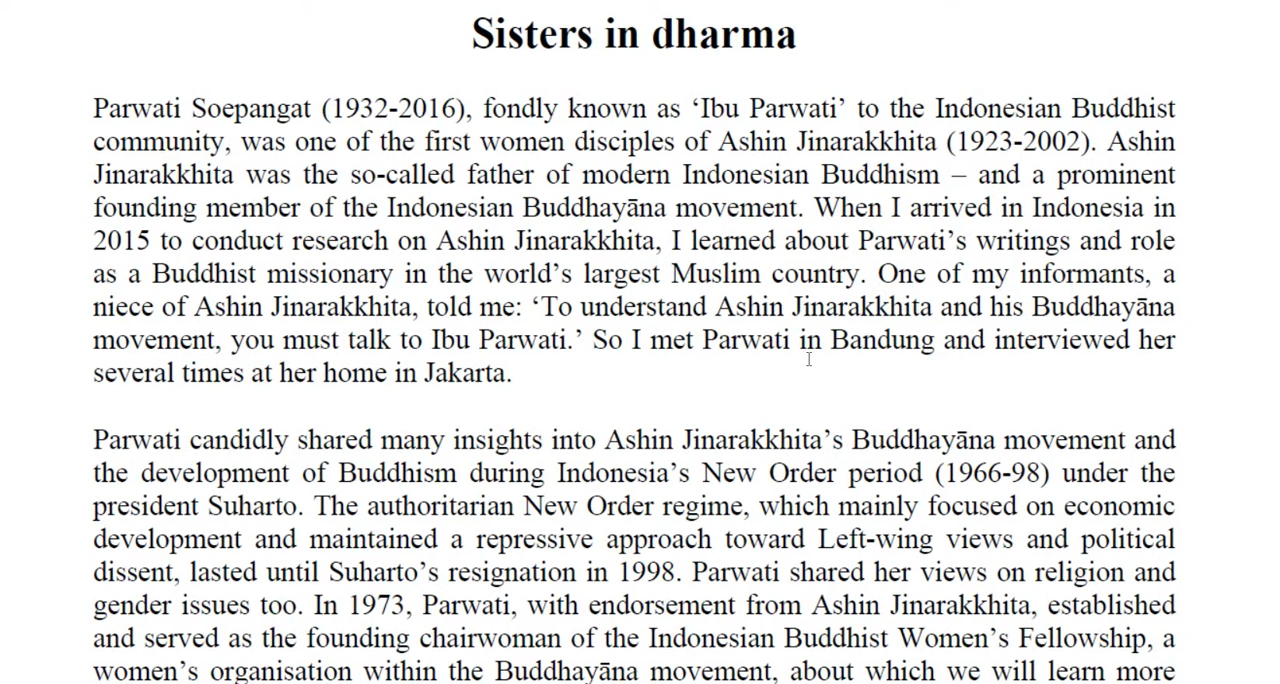 Sisters in dharma
Parwati Soepangat (1932-2016), fondly known as ‘Ibu Parwati’ to the Indonesian Buddhist
community, was one of the first women disciples of Ashin Jinarakkhita (1923-2002). Ashin
Jinarakkhita was the so-called father of modern Indonesian Buddhism – and a prominent
founding member of the Indonesian Buddhayāna movement. When I arrived in Indonesia in
2015 to conduct research on Ashin Jinarakkhita, I learned about Parwati’s writings and role
as a Buddhist missionary in the world’s largest Muslim country. One of my informants, a
niece of Ashin Jinarakkhita, told me: ‘To understand Ashin Jinarakkhita and his Buddhayāna
movement, you must talk to Ibu Parwati.’ So I met Parwati in Bandung and interviewed her
several times at her home in Jakarta.
Parwati candidly shared many insights into Ashin Jinarakkhita’s Buddhayāna movement and
the development of Buddhism during Indonesia’s New Order period (1966-98) under the
president Suharto. The authoritarian New Order regime, which mainly focused on economic
development and maintained a repressive approach toward Left-wing views and political
dissent, lasted until Suharto’s resignation in 1998. Parwati shared her views on religion and
gender issues too. In 1973, Parwati, with endorsement from Ashin Jinarakkhita, established
and served as the founding chairwoman of the Indonesian Buddhist Women’s Fellowship, a
women’s organisation within the Buddhayāna movement, about which we will learn more